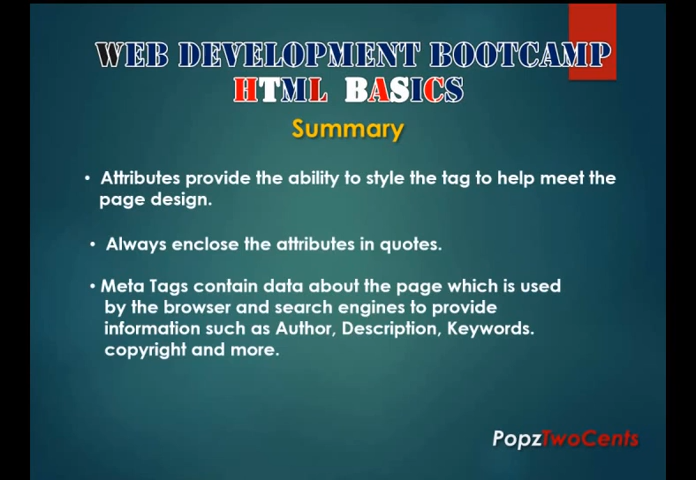 WEB DEVELOPMENT BOOTCAMP
HTML BASICS
Summary
• Attributes provide the ability to style the tag to help meet the
page design.
• Always enclose the attributes in quotes.
• Meta Tags contain data about the page which is used
by the browser and search engines to provide
information such as Author, Description, Keywords.
copyright and more.
PopzTwoCents